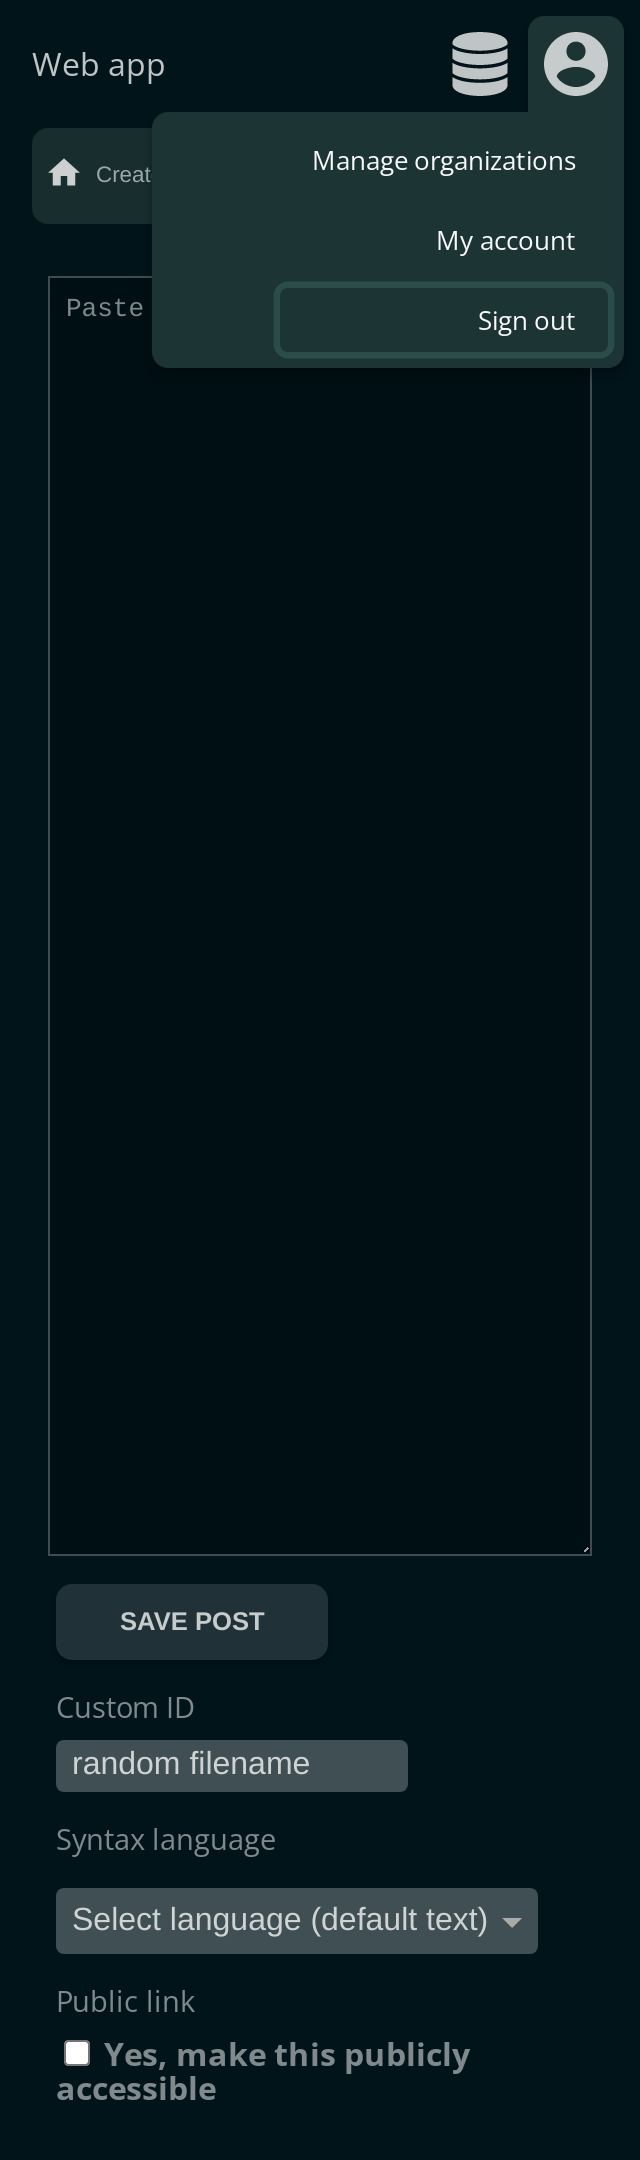 Web app
Manage organizations
Creat
My account
Paste
Sign out
SAVE POST
Custom ID
random filename
Syntax language
Select language (default text)
Public link
Yes, make this publicly
accessible